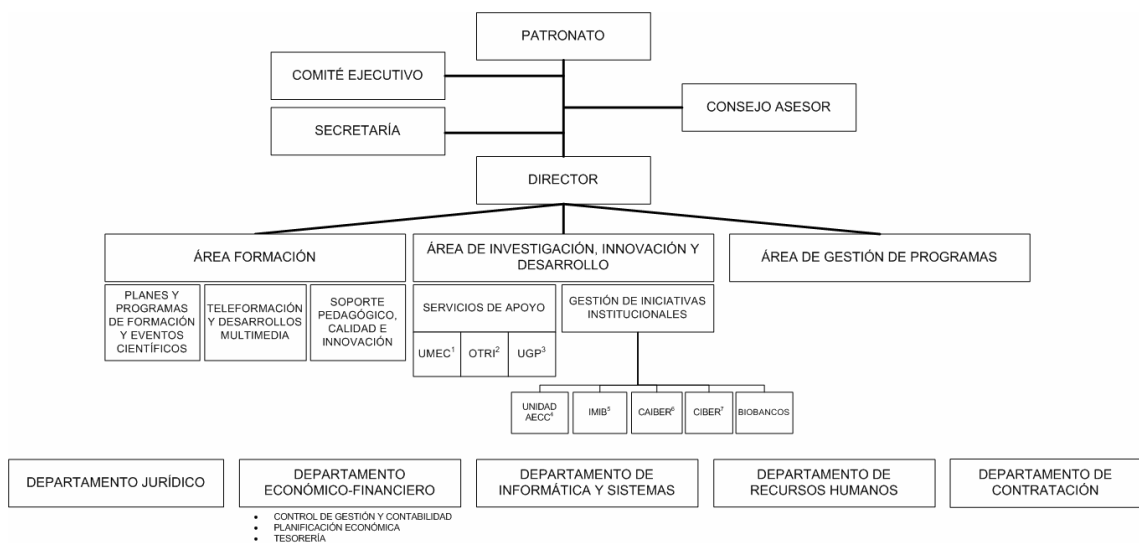 PATRONATO
COMITÉ EJECUTIVO
CONSEJO ASESOR
SECRETARÍA
DIRECTOR
ÁREA FORMACIÓN
ÁREA DE INVESTIGACIÓN, INNOVACIÓN Y
DESARROLLO
ÁREA DE GESTIÓN DE PROGRAMAS
PLANES Y
PROGRAMAS
DE FORMACIÓN
Y EVENTOS
CIENTÍFICOS
TELEFORMACIÓN
Y DESARROLLOS
MULTIMEDIA
SOPORTE
PEDAGÓGICO,
CALIDAD E
INNOVACIÓN
SERVICIOS DE APOYO
GESTIÓN DE INICIATIVAS
INSTITUCIONALES
UMEC¹
OTRI²
UGP³
UNIDAD
AECC⁴
IMIB⁵
CAIBER⁶
CIBER⁷
BIOBANCOS
DEPARTAMENTO JURÍDICO
DEPARTAMENTO
ECONÓMICO-FINANCIERO
• CONTROL DE GESTIÓN Y CONTABILIDAD
• PLANIFICACIÓN ECONÓMICA
• TESORERÍA
DEPARTAMENTO DE
INFORMÁTICA Y SISTEMAS
DEPARTAMENTO DE
RECURSOS HUMANOS
DEPARTAMENTO DE
CONTRATACIÓN